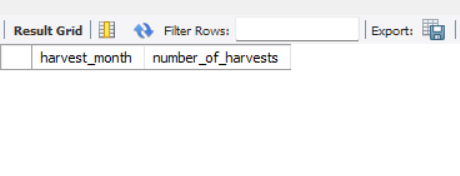 Result Grid Filter Rows: Export:
harvest_month number_of_harvests